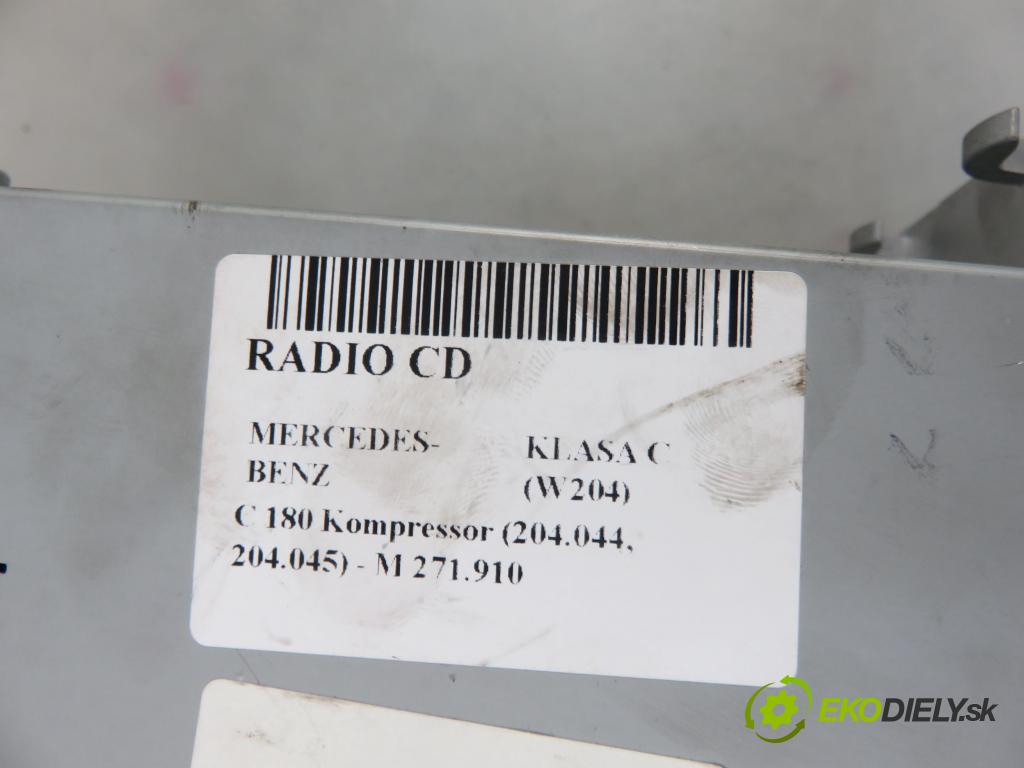 RADIO CD
MERCEDES-
BENZ
KLASA C
(W204)
C 180 Kompressor (204.044,
204.045) - M 271.910
EKODIELY.sk